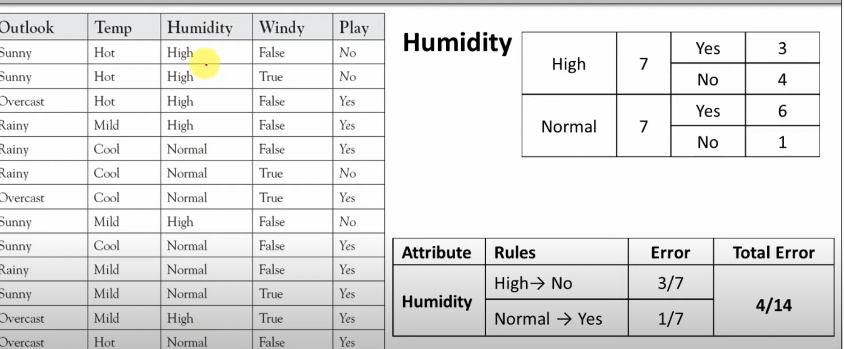 Outlook Temp Humidity Windy Play
Sunny Hot High False No
Sunny Hot High True No
Overcast Hot High False Yes
Rainy Mild High False Yes
Rainy Cool Normal False Yes
Rainy Cool Normal True No
Overcast Cool Normal True Yes
Sunny Mild High False No
Sunny Cool Normal False Yes
Rainy Mild Normal False Yes
Sunny Mild Normal True Yes
Overcast Mild High True Yes
Overcast Hot Normal False Yes
Humidity
High 7 Yes 3
No 4
Normal 7 Yes 6
No 1
Attribute Rules Error Total Error
Humidity High→ No 3/7 4/14
Normal → Yes 1/7